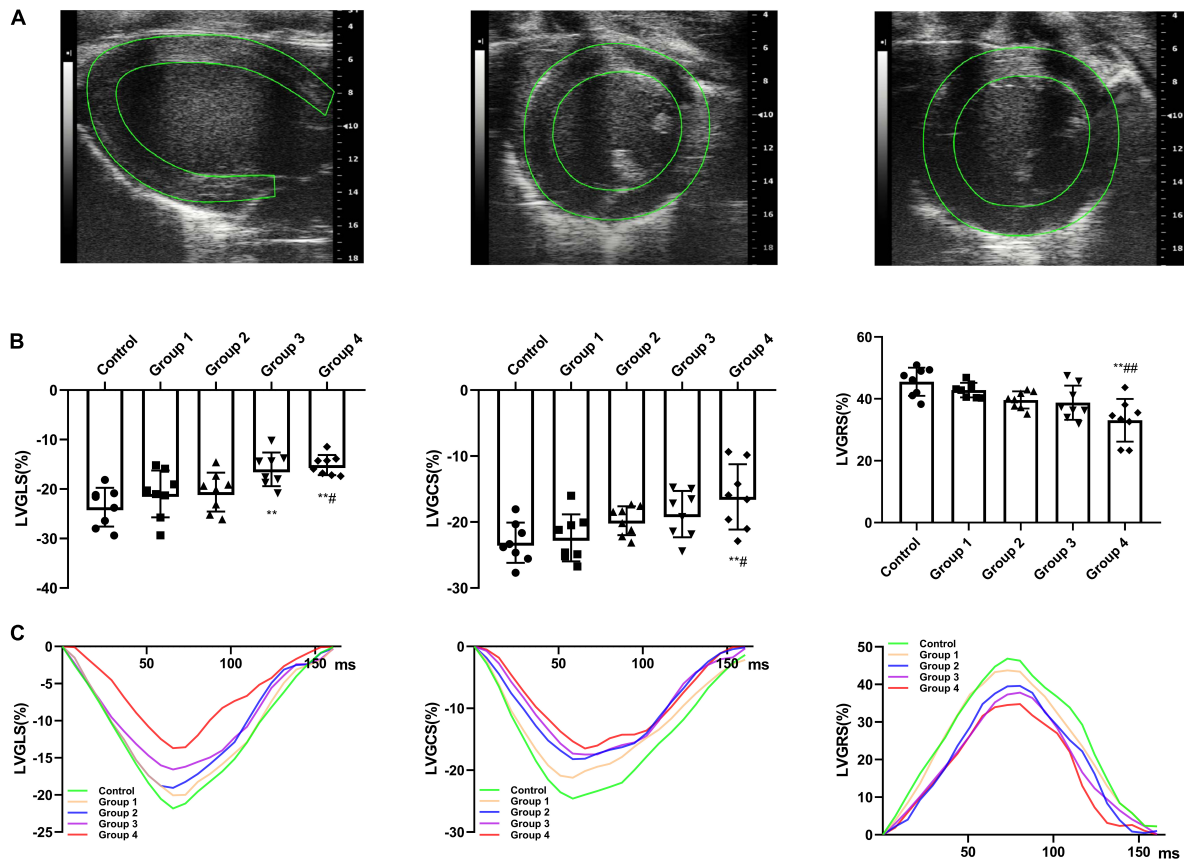 A
4
6
8
10
12
14
16
18
4
6
8
10
12
14
16
18
4
6
8
10
12
14
16
18
B
Control
Group 1
Group 2
Group 3
Group 4
0
-10
-20
-30
-40
LVGLS(%)
**
**#
Control
Group 1
Group 2
Group 3
Group 4
0
-10
-20
-30
LVGCS(%)
**#
60
40
20
0
LVGRS(%)
**##
Control
Group 1
Group 2
Group 3
Group 4
C
0
-5
-10
-15
-20
-25
LVGLS(%)
50
100
150
ms
Control
Group 1
Group 2
Group 3
Group 4
0
-10
-20
-30
LVGCS(%)
50
100
150
ms
Control
Group 1
Group 2
Group 3
Group 4
50
40
30
20
10
0
LVGRS(%)
Control
Group 1
Group 2
Group 3
Group 4
50
100
150
ms